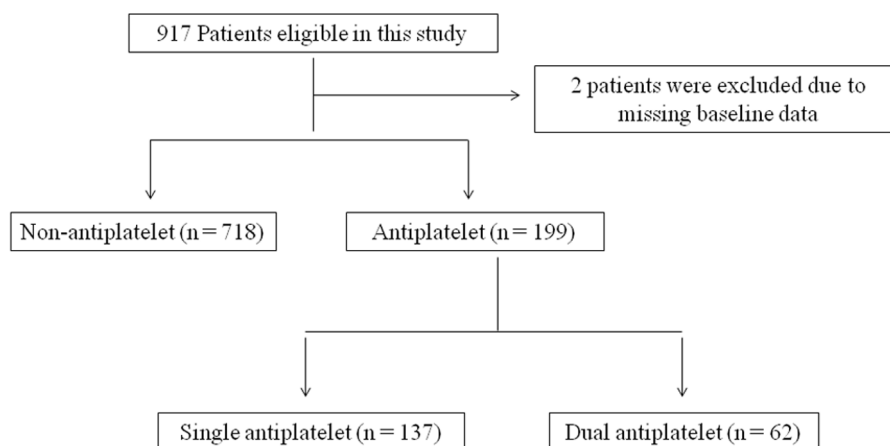 917 Patients eligible in this study
2 patients were excluded due to
missing baseline data
Non-antiplatelet (n = 718)
Antiplatelet (n = 199)
Single antiplatelet (n = 137)
Dual antiplatelet (n = 62)